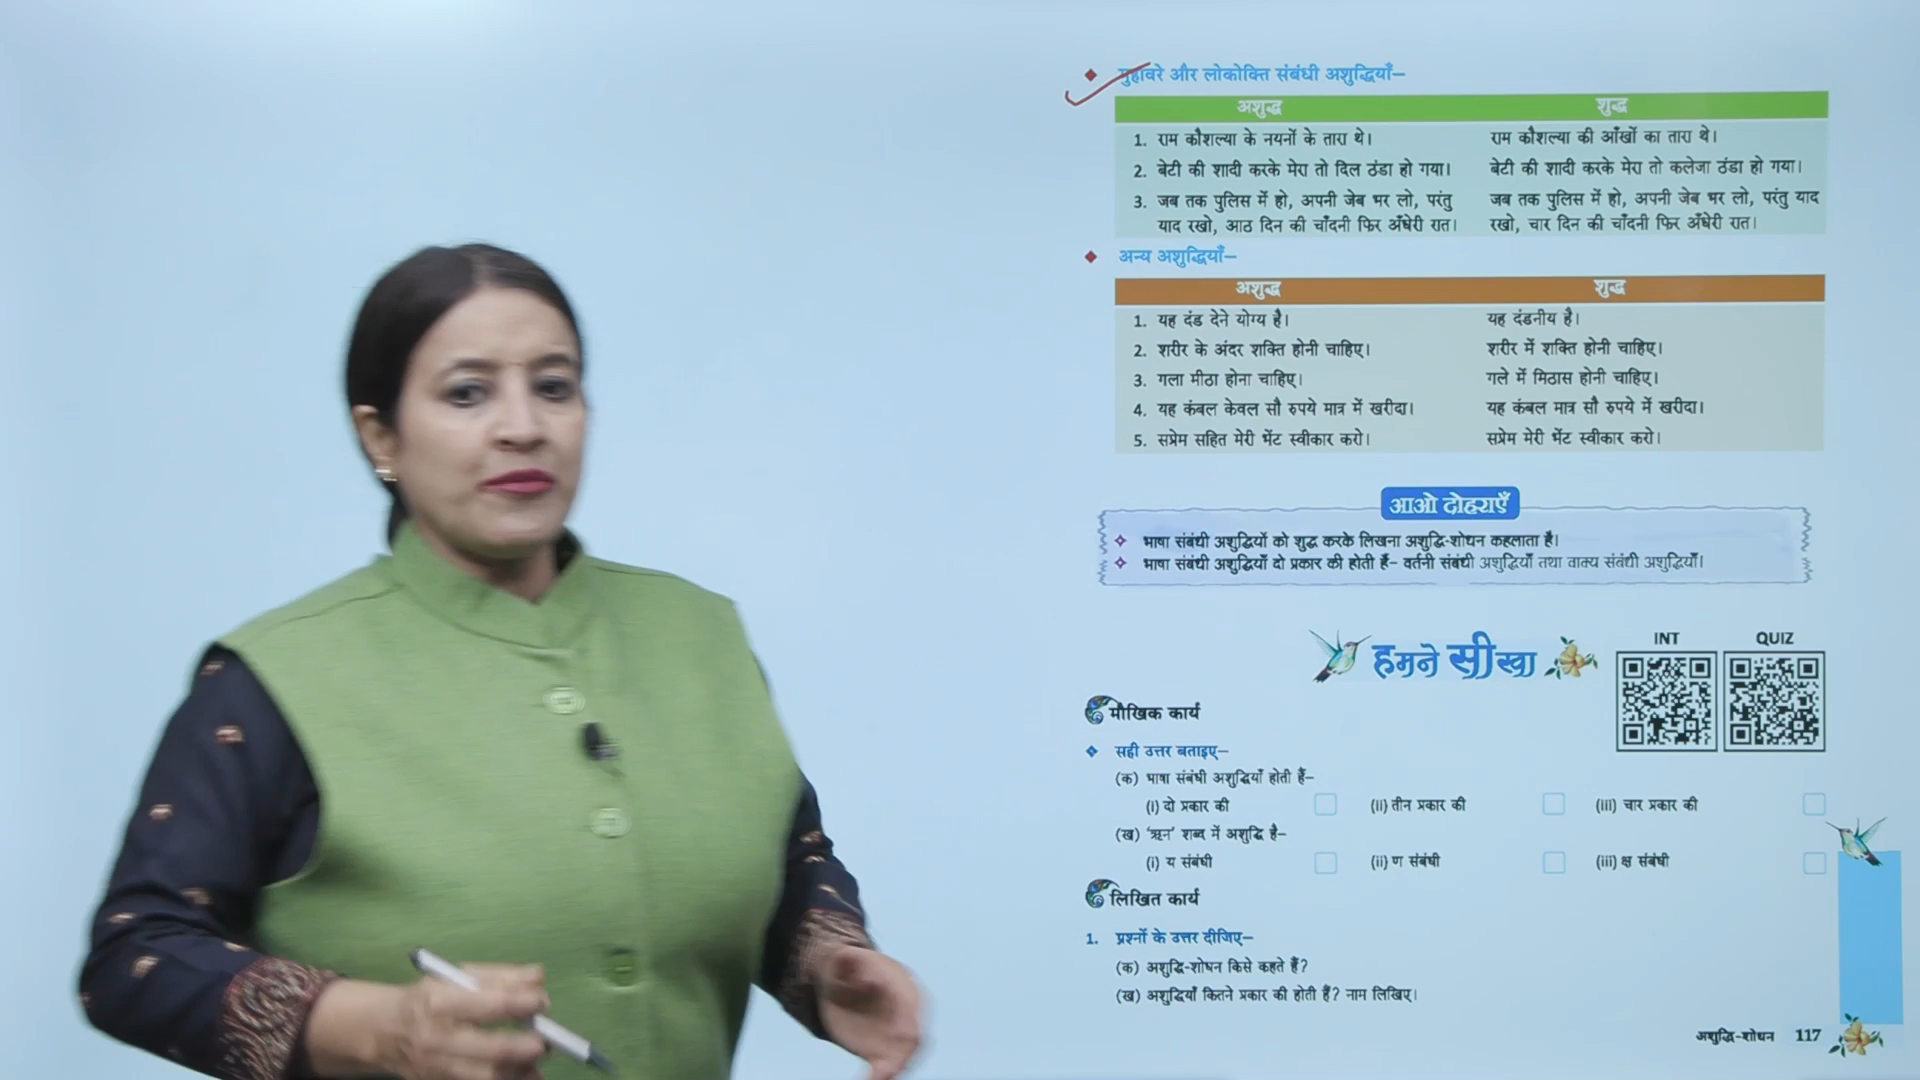 मुहावरे और लोकोक्ति संबंधी अशुद्धियाँ–
अशुद्ध शुद्ध
1. राम कौशल्या के नयनों के तारा थे। राम कौशल्या की आँखों का तारा थे।
2. बेटी की शादी करके मेरा तो दिल ठंडा हो गया। बेटी की शादी करके मेरा तो कलेजा ठंडा हो गया।
3. जब तक पुलिस में हो, अपनी जेब भर लो, परंतु जब तक पुलिस में हो, अपनी जेब भर लो, परंतु याद
याद रखो, आठ दिन की चाँदनी फिर अँधेरी रात। रखो, चार दिन की चाँदनी फिर अँधेरी रात।
अन्य अशुद्धियाँ–
अशुद्ध शुद्ध
1. यह दंड देने योग्य है। यह दंडनीय है।
2. शरीर के अंदर शक्ति होनी चाहिए। शरीर में शक्ति होनी चाहिए।
3. गला मीठा होना चाहिए। गले में मिठास होनी चाहिए।
4. यह कंबल केवल सौ रुपये मात्र में खरीदा। यह कंबल मात्र सौ रुपये में खरीदा।
5. सप्रेम सहित मेरी भेंट स्वीकार करो। सप्रेम मेरी भेंट स्वीकार करो।
आओ दोहराएँ
भाषा संबंधी अशुद्धियों को शुद्ध करके लिखना अशुद्धि-शोधन कहलाता है।
भाषा संबंधी अशुद्धियाँ दो प्रकार की होती हैं– वर्तनी संबंधी अशुद्धियाँ तथा वाक्य संबंधी अशुद्धियाँ।
हमने सीखा
INT QUIZ
मौखिक कार्य
सही उत्तर बताइए–
(क) भाषा संबंधी अशुद्धियाँ होती हैं–
(i) दो प्रकार की (ii) तीन प्रकार की (iii) चार प्रकार की
(ख) 'ऋन' शब्द में अशुद्धि है–
(i) य संबंधी (ii) ण संबंधी (iii) क्ष संबंधी
लिखित कार्य
1. प्रश्नों के उत्तर दीजिए–
(क) अशुद्धि-शोधन किसे कहते हैं?
(ख) अशुद्धियाँ कितने प्रकार की होती हैं? नाम लिखिए।
अशुद्धि-शोधन 117